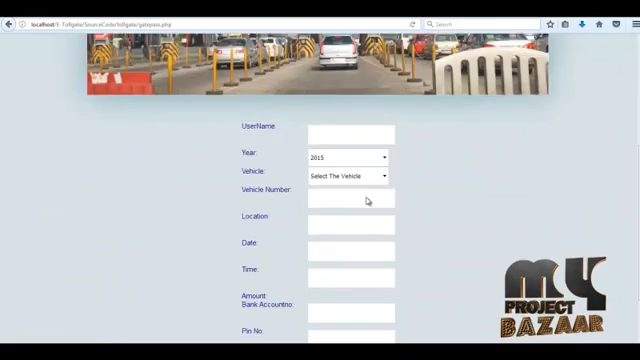 localhost/1-Tollgate/SourceCode/tollgate/gatepass.php
Search
UserName:
Year:
2015
Vehicle:
Select The Vehicle
Vehicle Number:
Location
Date:
Time:
Amount
Bank Accountno:
Pin No:
my
PROJECT
BAZAAR